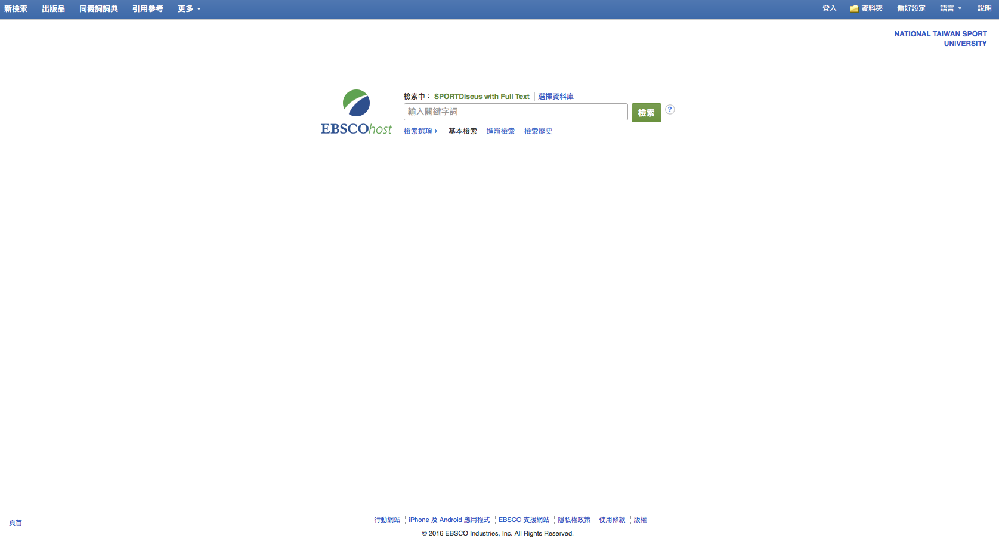 新檢索 出版品 同義詞詞典 引用參考 更多 登入 資料夾 偏好設定 語言 說明
NATIONAL TAIWAN SPORT
UNIVERSITY
檢索中： SPORTDiscus with Full Text 選擇資料庫
輸入關鍵字詞 檢索 ?
EBSCOhost
檢索選項 基本檢索 進階檢索 檢索歷史
行動網站 iPhone 及 Android 應用程式 EBSCO 支援網站 隱私權政策 使用條款 版權
頁首
© 2016 EBSCO Industries, Inc. All Rights Reserved.